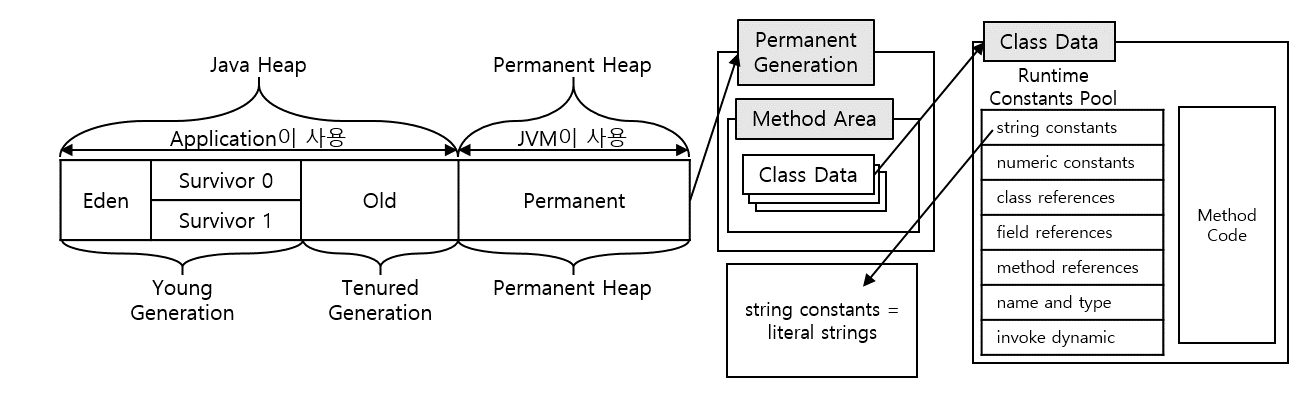 Java Heap
Permanent Heap
Application이 사용
JVM이 사용
Eden
Survivor 0
Survivor 1
Old
Permanent
Young
Generation
Tenured
Generation
Permanent Heap
Permanent
Generation
Method Area
Class Data
string constants =
literal strings
Class Data
Runtime
Constants Pool
string constants
numeric constants
class references
field references
method references
name and type
invoke dynamic
Method
Code